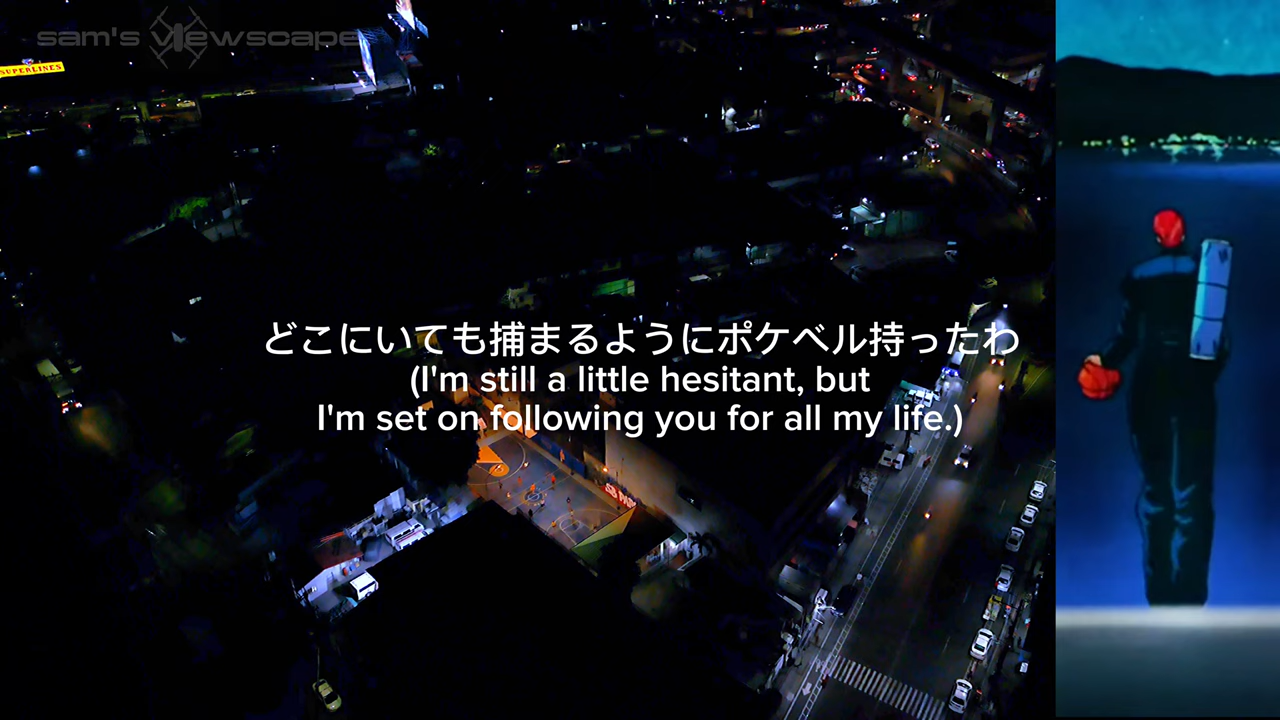 sam's viewscape
SUPERLINES
どこにいても捕まるようにポケベル持ったわ
(I'm still a little hesitant, but
I'm set on following you for all my life.)